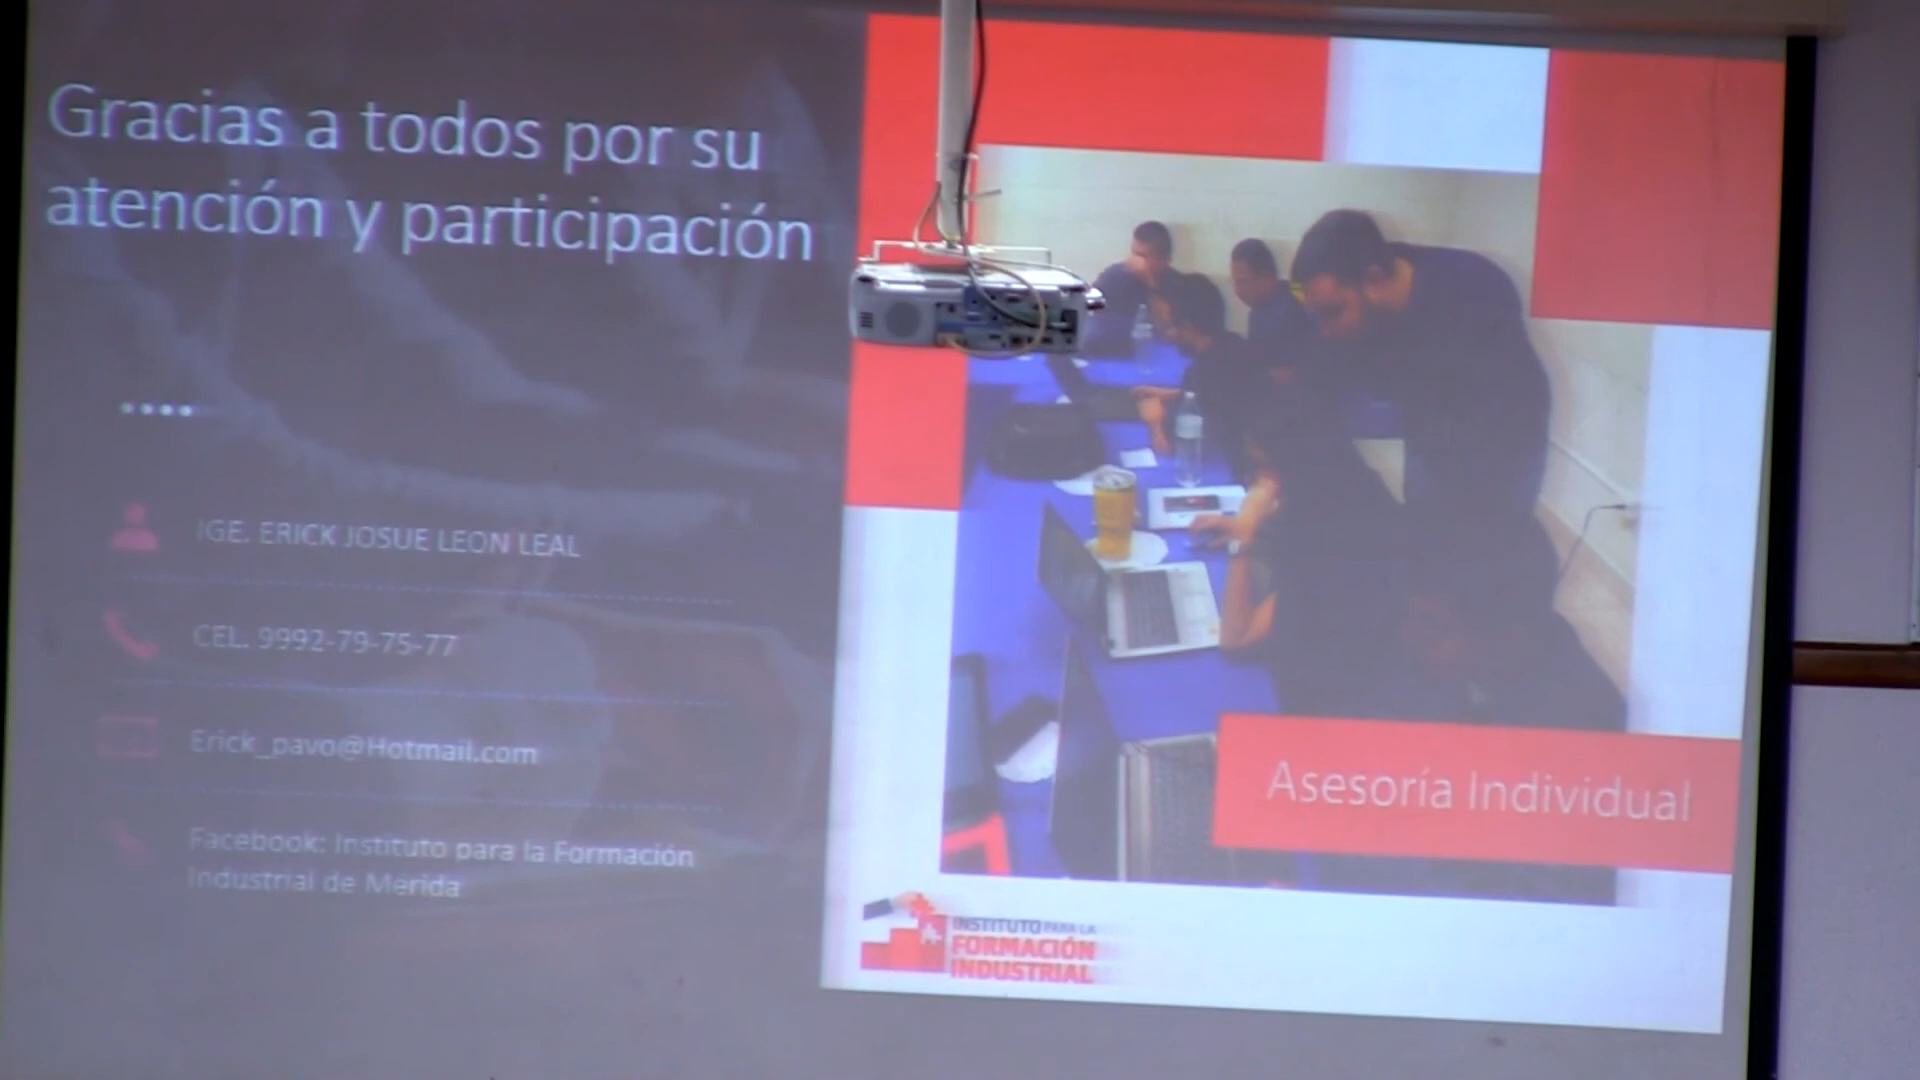 Gracias a todos por su
atención y participación
IGE. ERICK JOSUE LEON LEAL
CEL. 9992-79-75-77
Erick_pavo@Hotmail.com
Facebook: Instituto para la Formación
Industrial de Merida
Asesoría Individual
INSTITUTO PARA LA
FORMACIÓN
INDUSTRIAL